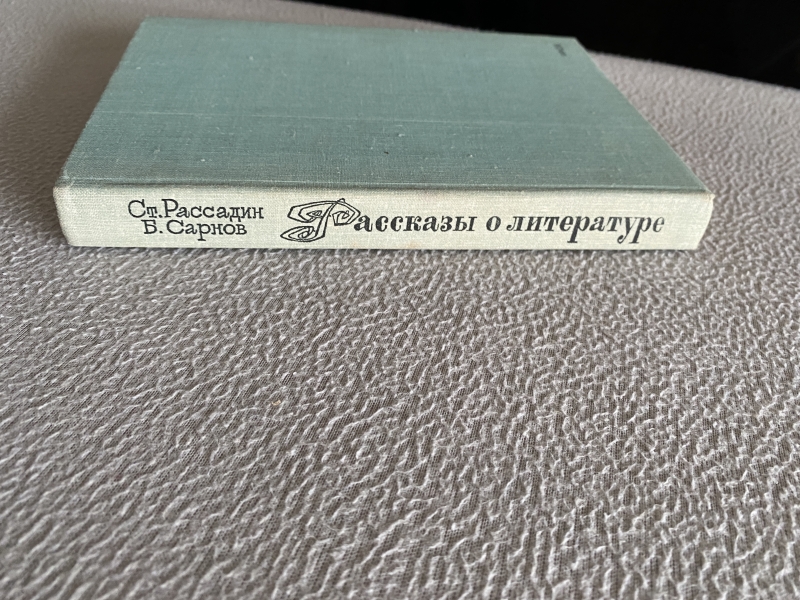 Ст. Рассадин
Б. Сарнов
Рассказы о литературе